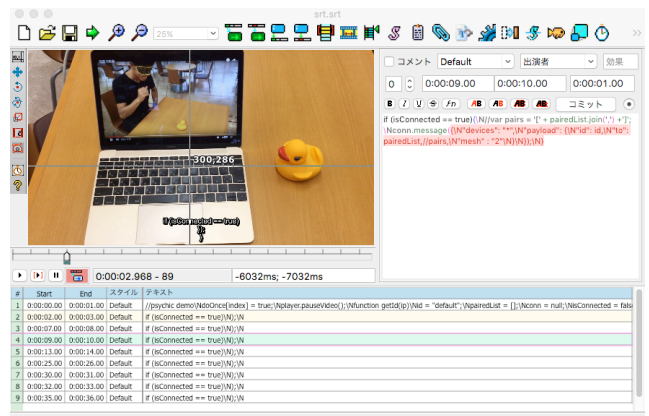 srt.srt
25%
コメント Default 出演者 効果
0 0:00:09.00 0:00:10.00 0:00:01.00
B I U S fn AB AB AB AB コミット
if (isConnected == true){\N//var pairs = '[' + pairedList.join(',') +']';
\Nconn.message({\N"devices": "*",\N"payload": {\N"id": id,\N"to":
pairedList,//pairs,\N"mesh" : "2"\N}\N});\N}
300,286
if (isConnected == true)
);
}
0:00:02.968 - 89 -6032ms; -7032ms
# Start End スタイル テキスト
1 0:00:00.00 0:00:01.00 Default //psychic demo\NdoOnce[index] = true;\Nplayer.pauseVideo();\Nfunction getId(ip)\Nid = "default";\NpairedList = [];\Nconn = null;\NisConnected = fals
2 0:00:02.00 0:00:03.00 Default if (isConnected == true)\N);\N
3 0:00:07.00 0:00:08.00 Default if (isConnected == true)\N);\N
4 0:00:09.00 0:00:10.00 Default if (isConnected == true)\N);\N
5 0:00:13.00 0:00:14.00 Default if (isConnected == true)\N);\N
6 0:00:25.00 0:00:26.00 Default if (isConnected == true)\N);\N
7 0:00:30.00 0:00:31.00 Default if (isConnected == true)\N);\N
8 0:00:32.00 0:00:33.00 Default if (isConnected == true)\N);\N
9 0:00:35.00 0:00:36.00 Default if (isConnected == true)\N);\N